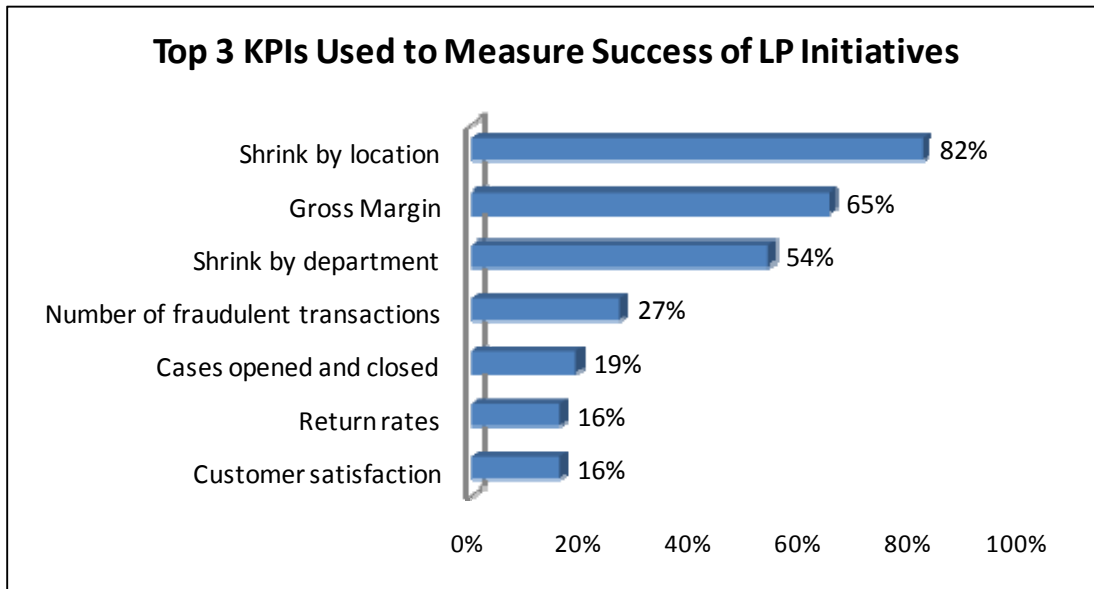 Top 3 KPIs Used to Measure Success of LP Initiatives
Shrink by location 82%
Gross Margin 65%
Shrink by department 54%
Number of fraudulent transactions 27%
Cases opened and closed 19%
Return rates 16%
Customer satisfaction 16%
0% 20% 40% 60% 80% 100%